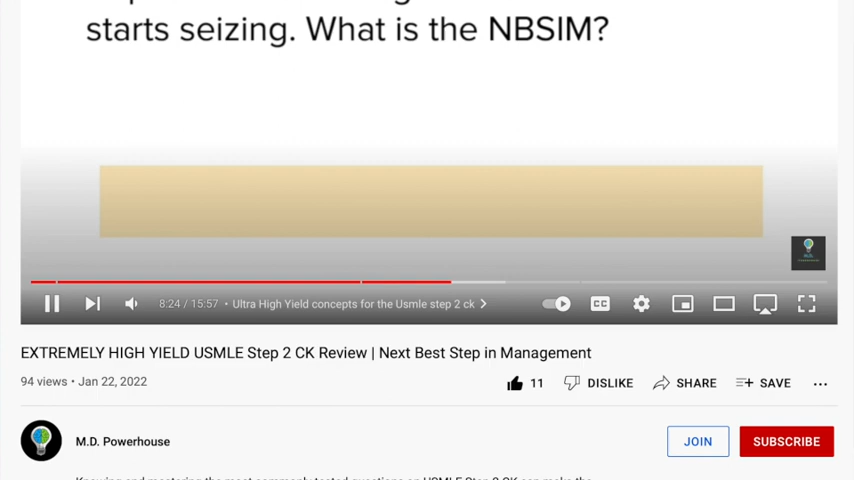 starts seizing. What is the NBSIM?
8:24 / 15:57 • Ultra High Yield concepts for the Usmle step 2 ck
CC
EXTREMELY HIGH YIELD USMLE Step 2 CK Review | Next Best Step in Management
94 views • Jan 22, 2022
11 DISLIKE SHARE SAVE
M.D. Powerhouse
JOIN SUBSCRIBE